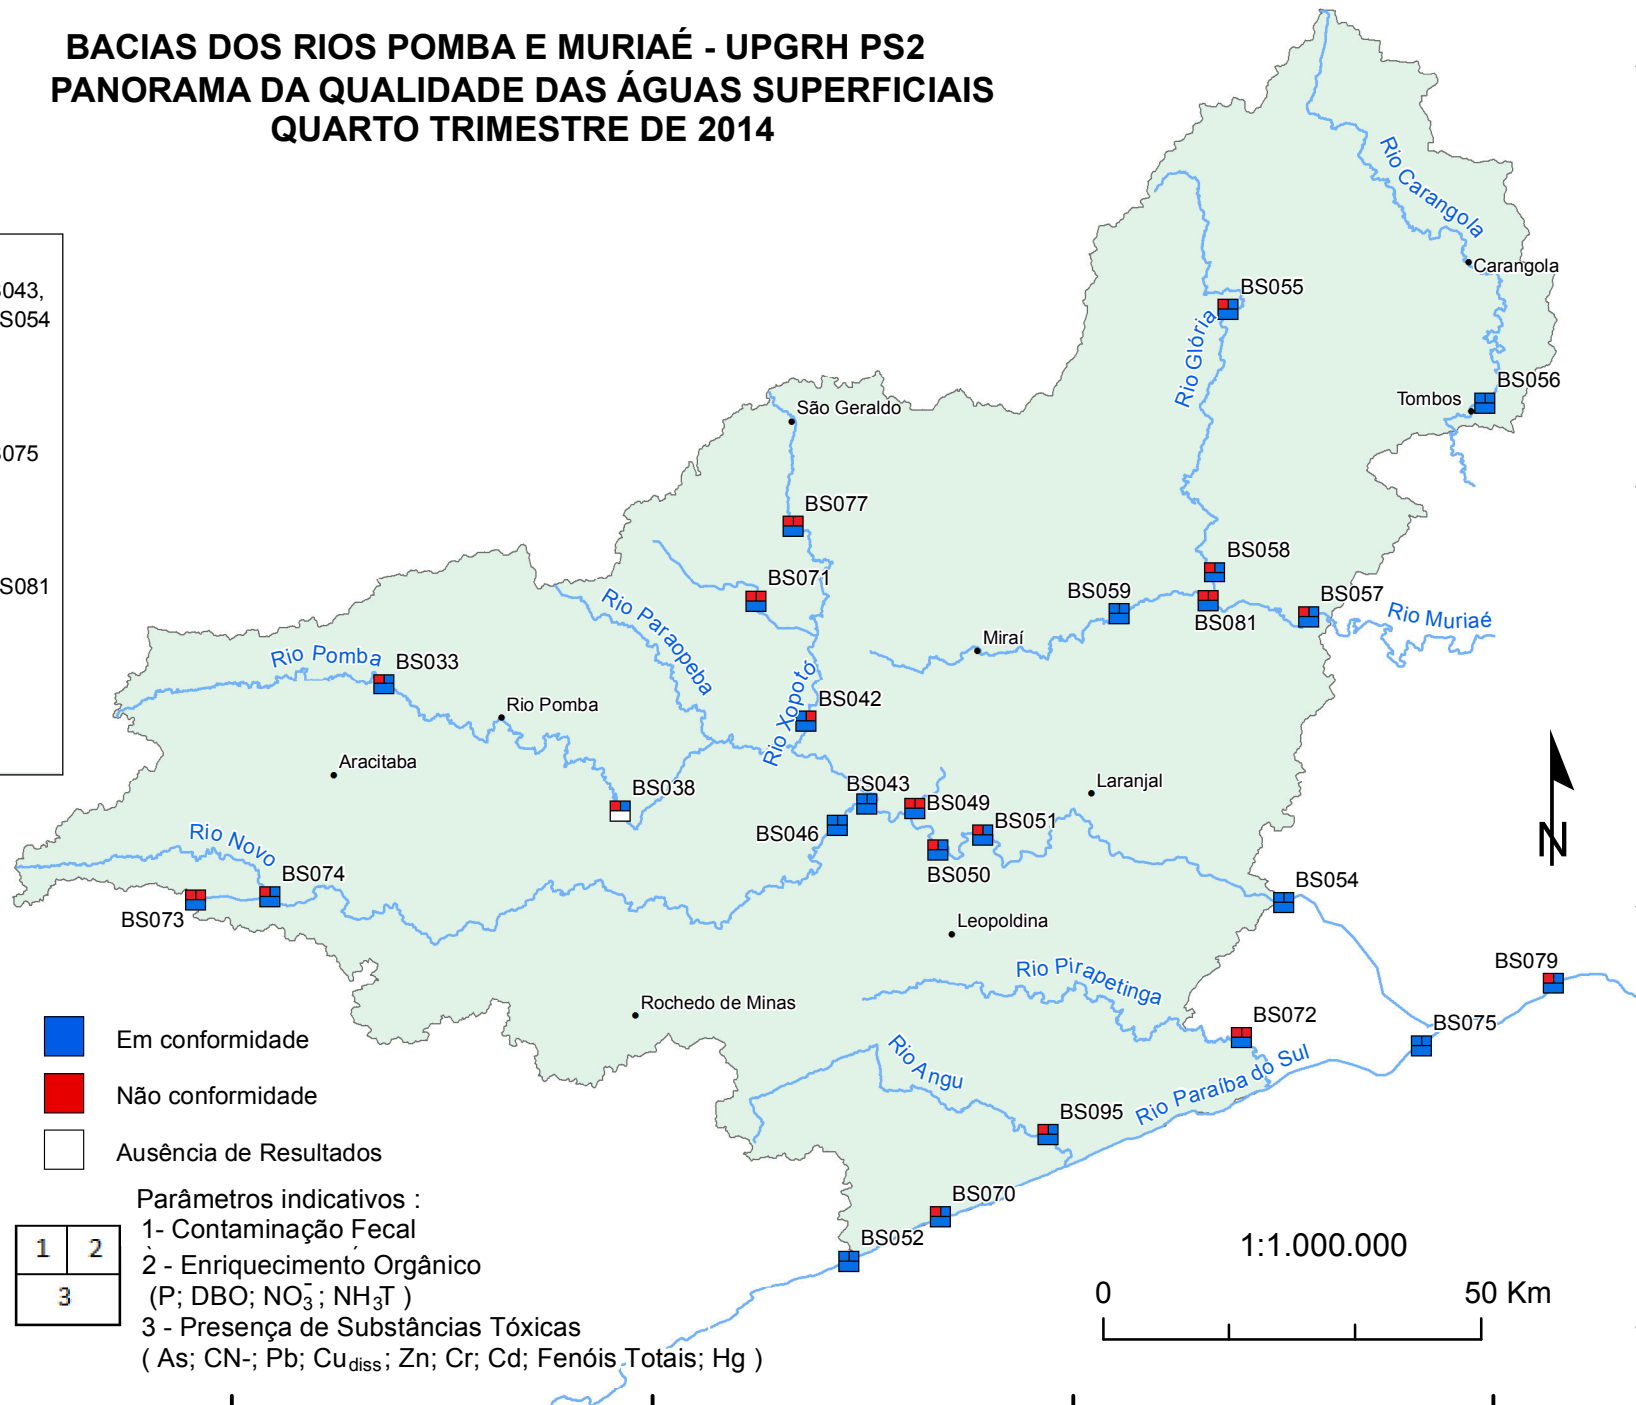 BACIAS DOS RIOS POMBA E MURIAÉ - UPGRH PS2
PANORAMA DA QUALIDADE DAS ÁGUAS SUPERFICIAIS
QUARTO TRIMESTRE DE 2014
043,
S054
075
S081
Rio Carangola
Carangola
BS055
Rio Glória
BS056
Tombos
São Geraldo
BS077
BS071
BS058
BS059
BS057
BS081
Rio Muriaé
Rio Paraopeba
Miraí
Rio Pomba
BS033
Rio Xopotó
BS042
Rio Pomba
Aracitaba
BS038
BS043
Laranjal
BS049
BS051
BS046
BS050
Rio Novo
BS074
BS073
BS054
Leopoldina
BS079
Rio Pirapetinga
Rochedo de Minas
BS072
BS075
Rio Angu
Rio Paraíba do Sul
BS095
BS070
BS052
N
Em conformidade
Não conformidade
Ausência de Resultados
Parâmetros indicativos :
1 2
3
1- Contaminação Fecal
2 - Enriquecimento Orgânico
(P; DBO; NO₃⁻; NH₃T )
3 - Presença de Substâncias Tóxicas
( As; CN-; Pb; Cudiss; Zn; Cr; Cd; Fenóis Totais; Hg )
1:1.000.000
0 50 Km